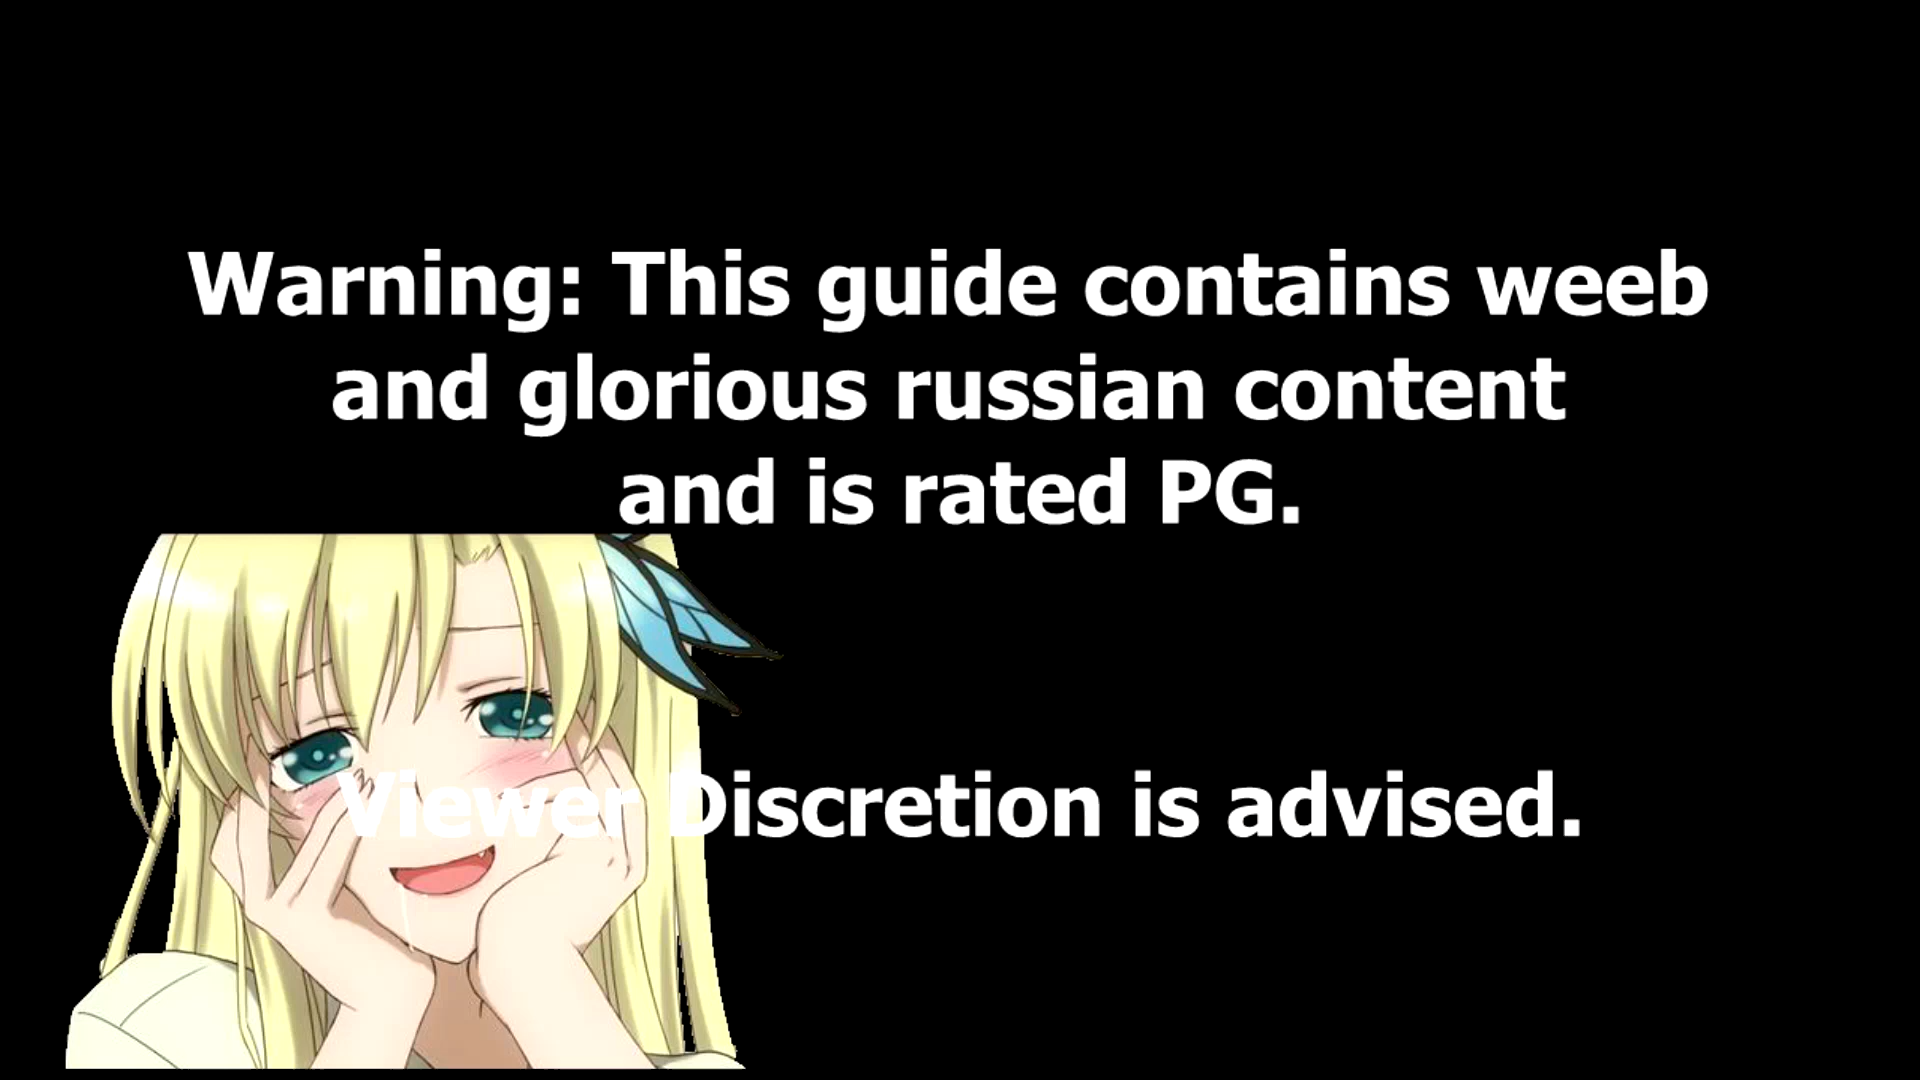 Warning: This guide contains weeb
and glorious russian content
and is rated PG.
Viewer Discretion is advised.